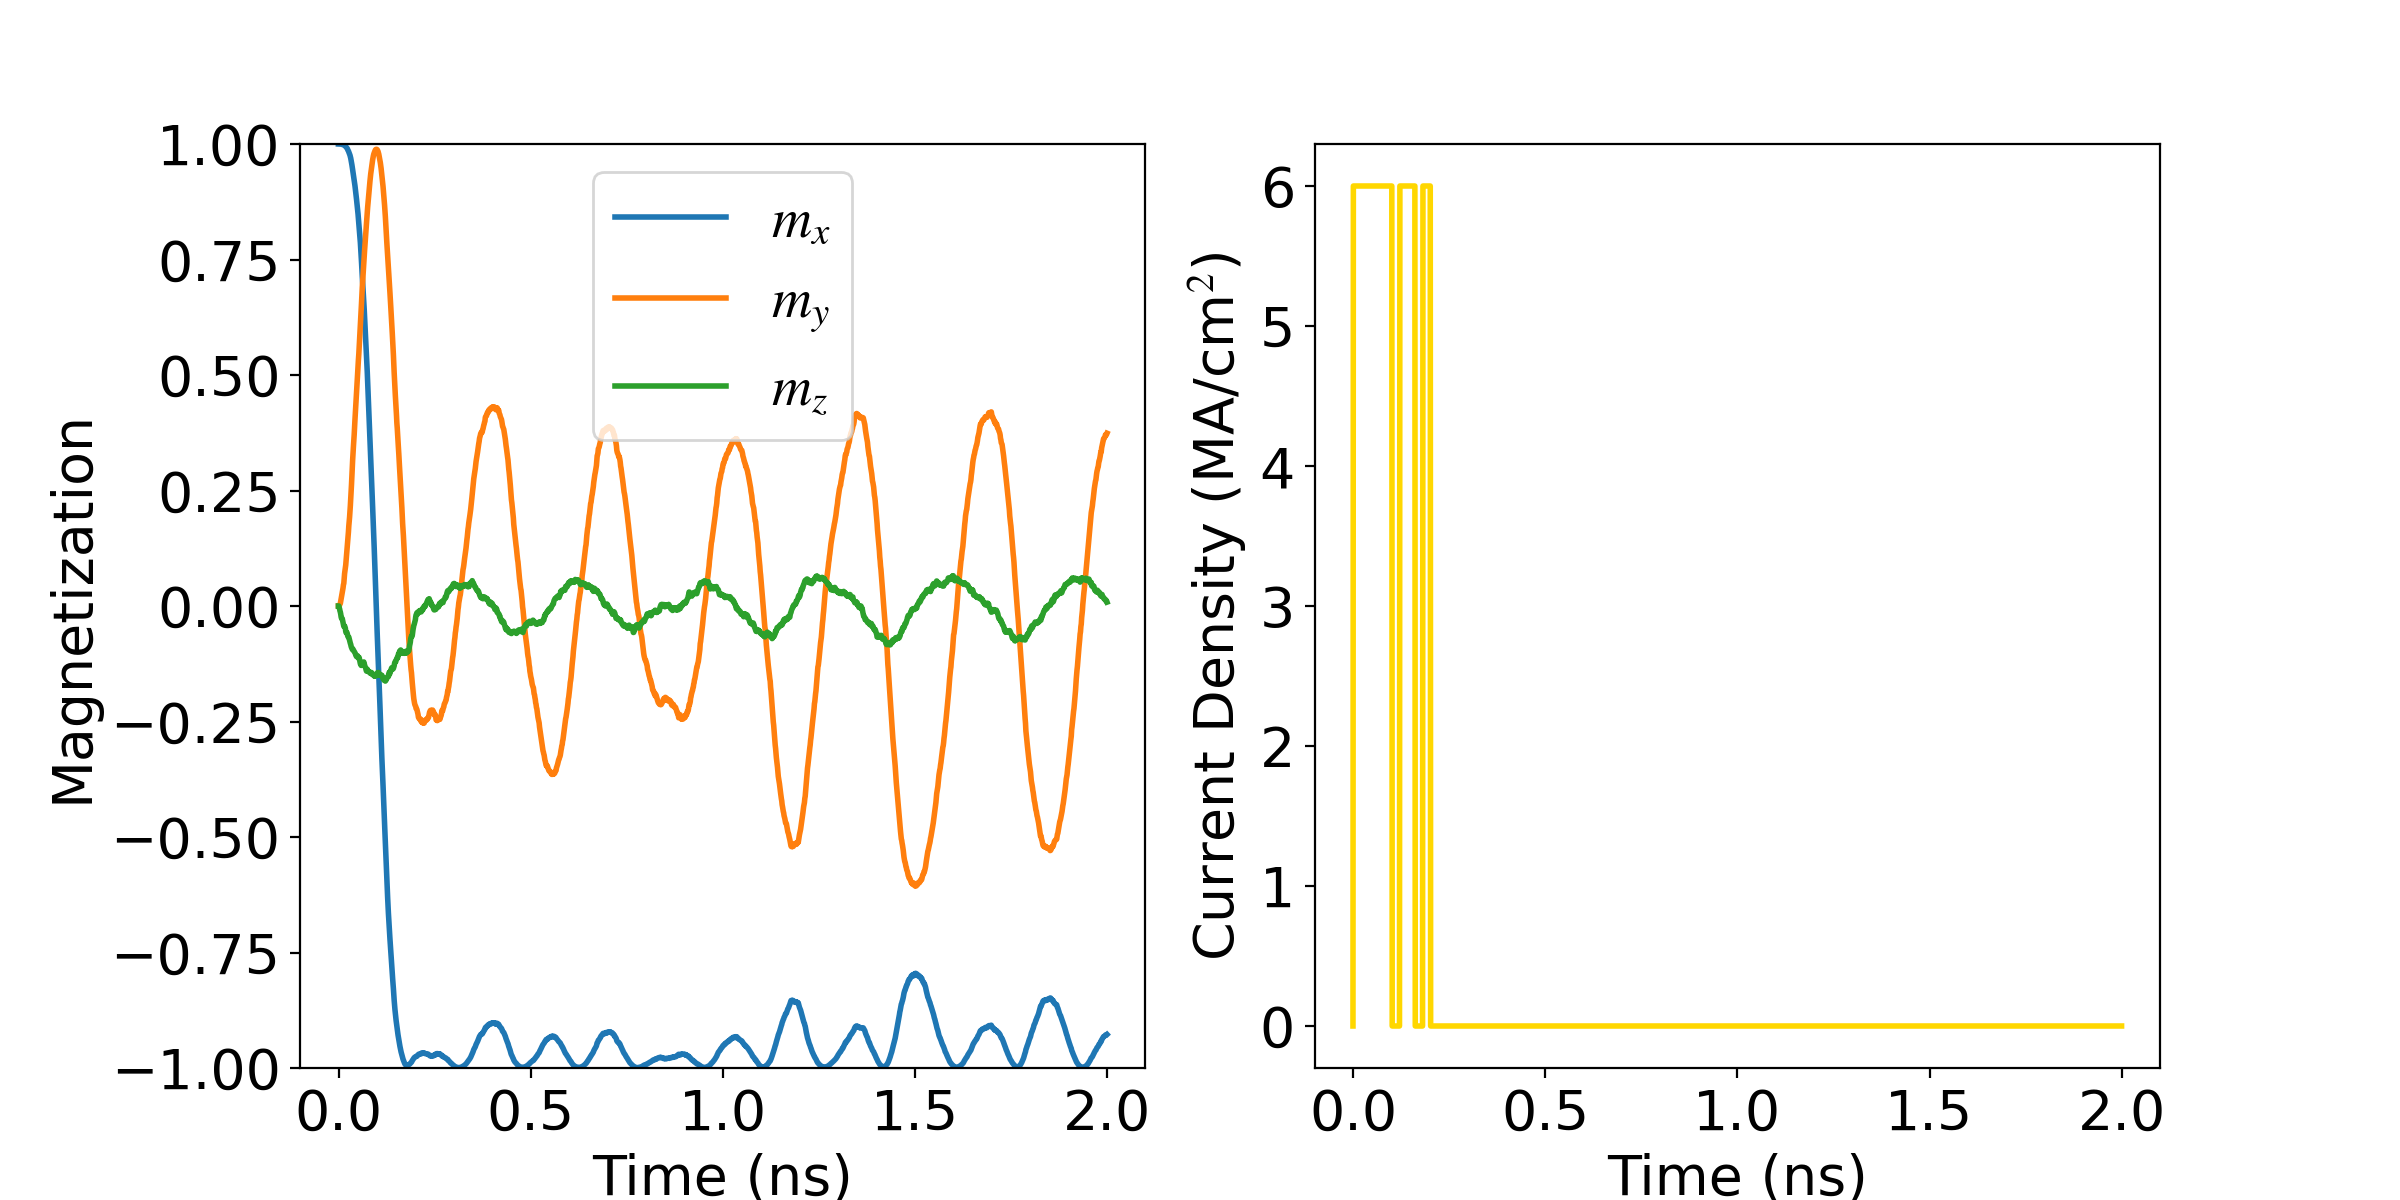 Magnetization
1.00
0.75
0.50
0.25
0.00
−0.25
−0.50
−0.75
−1.00
0.0 0.5 1.0 1.5 2.0
Time (ns)
m_x
m_y
m_z
Current Density (MA/cm²)
6
5
4
3
2
1
0
0.0 0.5 1.0 1.5 2.0
Time (ns)